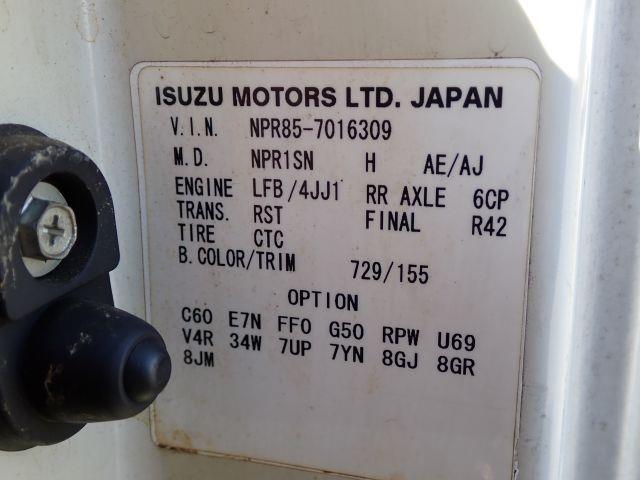 ISUZU MOTORS LTD. JAPAN
V.I.N. NPR85-7016309
M.D. NPR1SN H AE/AJ
ENGINE LFB/4JJ1 RR AXLE 6CP
TRANS. RST FINAL R42
TIRE CTC
B.COLOR/TRIM 729/155
OPTION
C60 E7N FF0 G50 RPW U69
V4R 34W 7UP 7YN 8GJ 8GR
8JM